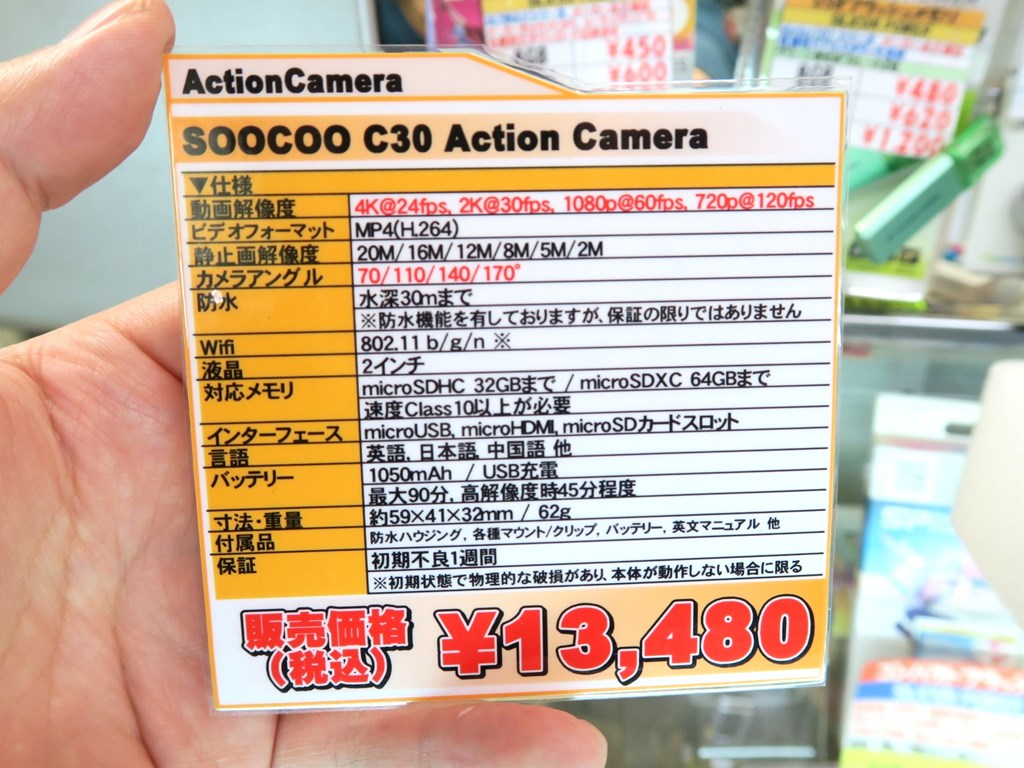 ¥450
¥600
¥480
¥620
¥1,200
ActionCamera
SOOCOO C30 Action Camera
▼仕様
動画解像度 4K@24fps, 2K@30fps, 1080p@60fps, 720p@120fps
ビデオフォーマット MP4(H.264)
静止画解像度 20M/16M/12M/8M/5M/2M
カメラアングル 70/110/140/170°
防水 水深30mまで
※防水機能を有しておりますが、保証の限りではありません
Wifi 802.11 b/g/n ※
液晶 2インチ
対応メモリ microSDHC 32GBまで / microSDXC 64GBまで
速度Class10以上が必要
インターフェース microUSB, microHDMI, microSDカードスロット
言語 英語, 日本語, 中国語 他
バッテリー 1050mAh / USB充電
最大90分, 高解像度時45分程度
寸法・重量 約59×41×32mm / 62g
付属品 防水ハウジング, 各種マウント/クリップ, バッテリー, 英文マニュアル 他
保証 初期不良1週間
※初期状態で物理的な破損があり、本体が動作しない場合に限る
販売価格 ¥13,480
(税込)